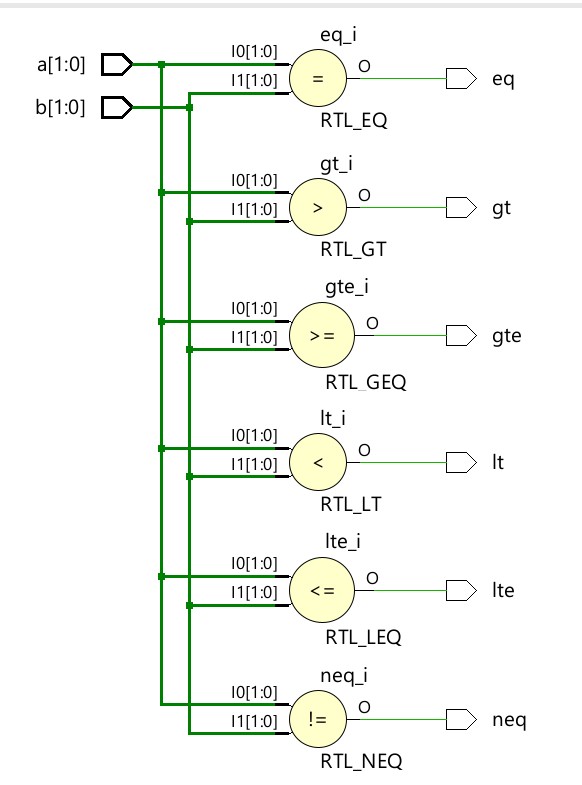 eq_i
a[1:0] I0[1:0] O
I1[1:0] = eq
b[1:0]
RTL_EQ
gt_i
I0[1:0] O
I1[1:0] > gt
RTL_GT
gte_i
I0[1:0] O
I1[1:0] >= gte
RTL_GEQ
lt_i
I0[1:0] O
I1[1:0] < lt
RTL_LT
lte_i
I0[1:0] O
I1[1:0] <= lte
RTL_LEQ
neq_i
I0[1:0] O
I1[1:0] != neq
RTL_NEQ